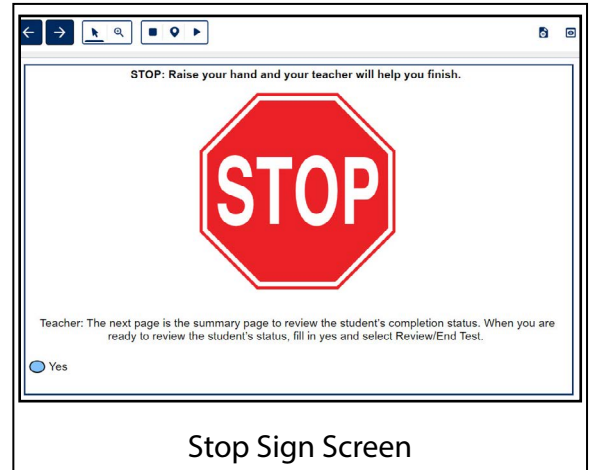 STOP: Raise your hand and your teacher will help you finish.
STOP
Teacher: The next page is the summary page to review the student's completion status. When you are
ready to review the student's status, fill in yes and select Review/End Test.
Yes
Stop Sign Screen